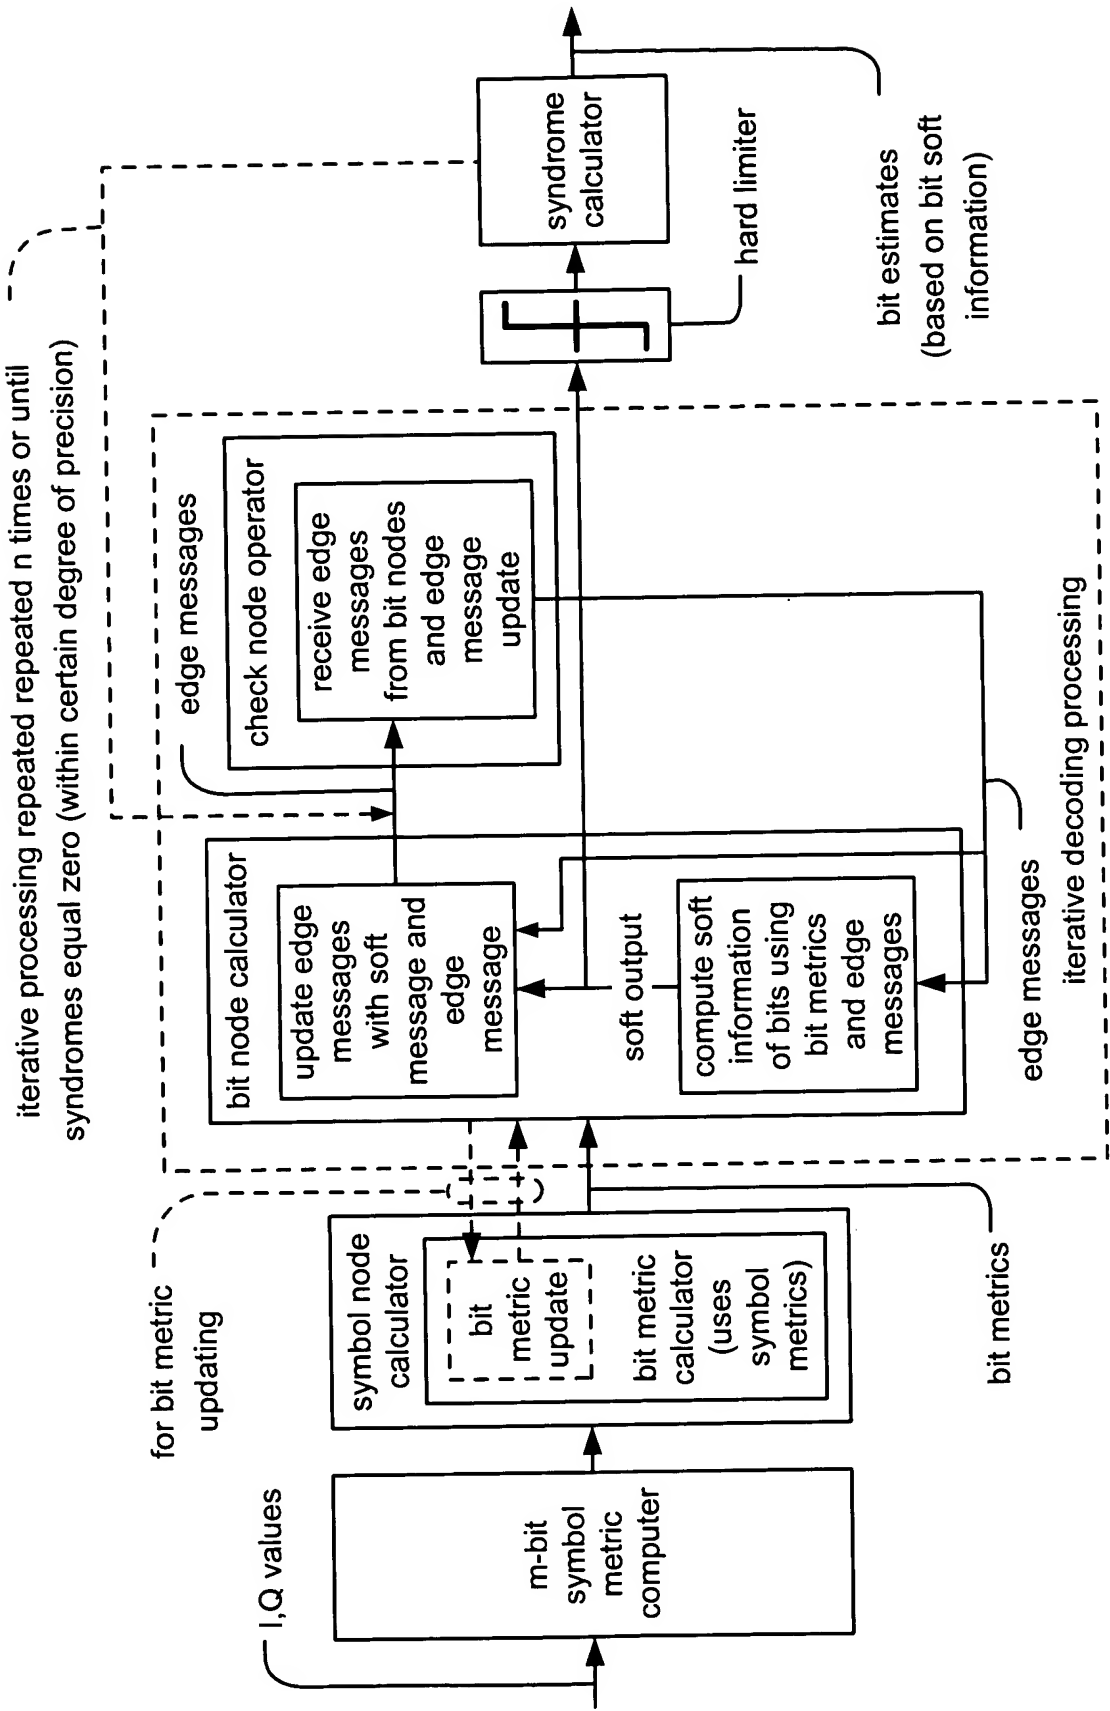 iterative processing repeated repeated n times or until
syndromes equal zero (within certain degree of precision)
for bit metric
updating
edge messages
I,Q values
m-bit
symbol
metric
computer
symbol node
calculator
bit
metric
update
bit metric
calculator
(uses
symbol
metrics)
bit metrics
bit node calculator
update edge
messages
with soft
message and
edge
message
soft output
compute soft
information
of bits using
bit metrics
and edge
messages
check node operator
receive edge
messages
from bit nodes
and edge
message
update
edge messages
iterative decoding processing
hard limiter
syndrome
calculator
bit estimates
(based on bit soft
information)